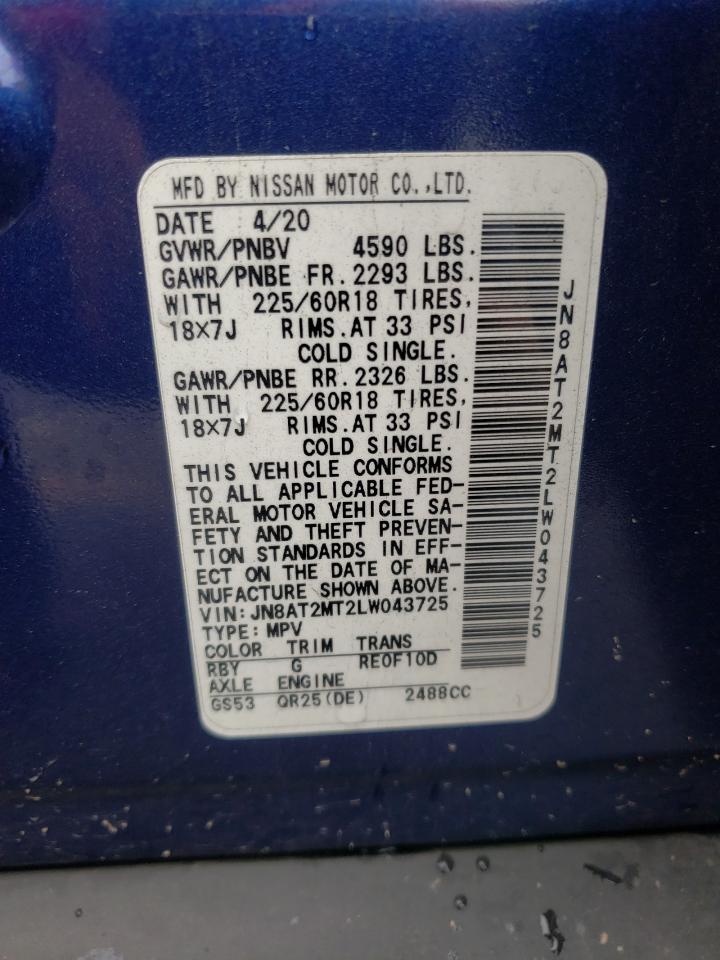 MFD BY NISSAN MOTOR CO.,LTD.
DATE 4/20
GVWR/PNBV 4590 LBS.
GAWR/PNBE FR. 2293 LBS.
WITH 225/60R18 TIRES,
18X7J RIMS. AT 33 PSI
COLD SINGLE.
GAWR/PNBE RR. 2326 LBS.
WITH 225/60R18 TIRES,
18X7J RIMS. AT 33 PSI
COLD SINGLE.
THIS VEHICLE CONFORMS
TO ALL APPLICABLE FED-
ERAL MOTOR VEHICLE SA-
FETY AND THEFT PREVEN-
TION STANDARDS IN EFF-
ECT ON THE DATE OF MA-
NUFACTURE SHOWN ABOVE.
VIN: JN8AT2MT2LW043725
TYPE: MPV
COLOR TRIM TRANS
RBY G RE0F10D
AXLE ENGINE
GS53 QR25(DE) 2488CC
JN8AT2MT2LW043725